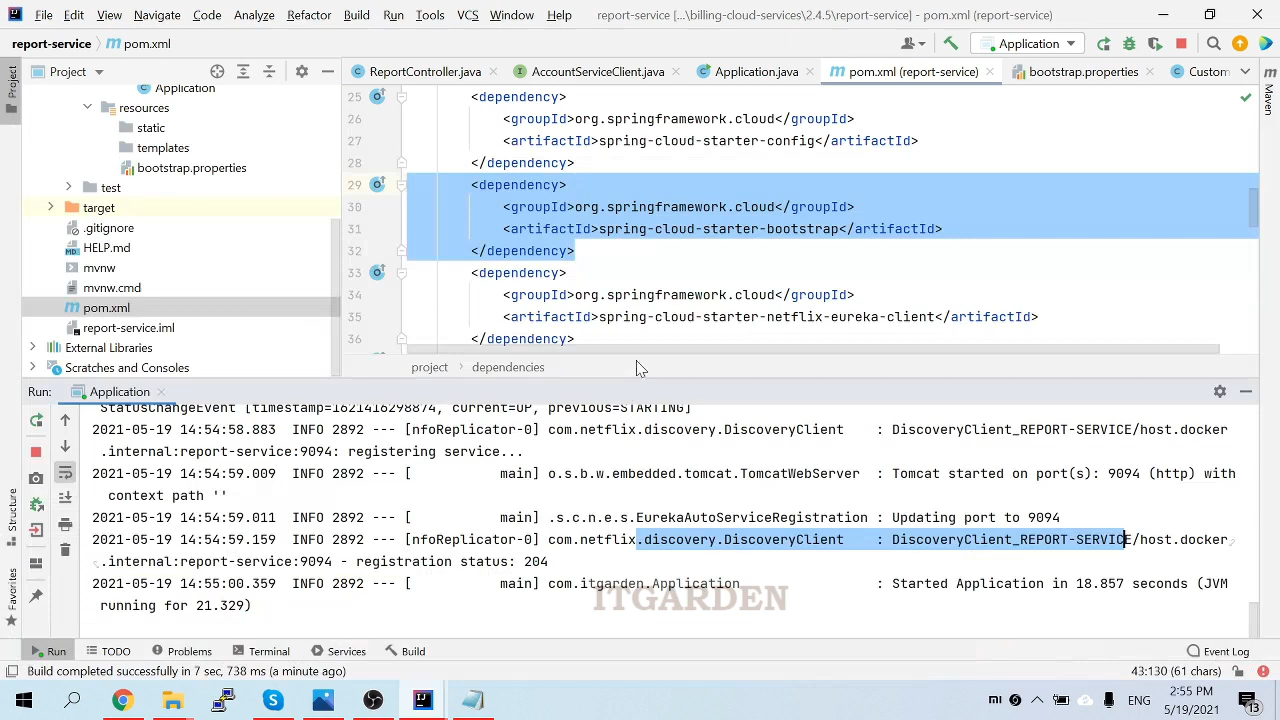 File Edit View Navigate Code Analyze Refactor Build Run Tools VCS Window Help report-service [...\billing-cloud-services\2.4.5\report-service] - pom.xml (report-service)
report-service pom.xml Application
Project
ReportController.java AccountServiceClient.java Application.java pom.xml (report-service) bootstrap.properties Custom
Maven
Application
resources
static
templates
bootstrap.properties
test
target
.gitignore
HELP.md
mvnw
mvnw.cmd
pom.xml
report-service.iml
External Libraries
Scratches and Consoles
25 <dependency>
26 <groupId>org.springframework.cloud</groupId>
27 <artifactId>spring-cloud-starter-config</artifactId>
28 </dependency>
29 <dependency>
30 <groupId>org.springframework.cloud</groupId>
31 <artifactId>spring-cloud-starter-bootstrap</artifactId>
32 </dependency>
33 <dependency>
34 <groupId>org.springframework.cloud</groupId>
35 <artifactId>spring-cloud-starter-netflix-eureka-client</artifactId>
36 </dependency>
project dependencies
Run: Application
StatusChangeEvent [timestamp=1621416298874, current=UP, previous=STARTING]
2021-05-19 14:54:58.883 INFO 2892 --- [nfoReplicator-0] com.netflix.discovery.DiscoveryClient : DiscoveryClient_REPORT-SERVICE/host.docker
.internal:report-service:9094: registering service...
2021-05-19 14:54:59.009 INFO 2892 --- [ main] o.s.b.w.embedded.tomcat.TomcatWebServer : Tomcat started on port(s): 9094 (http) with
context path ''
2021-05-19 14:54:59.011 INFO 2892 --- [ main] .s.c.n.e.s.EurekaAutoServiceRegistration : Updating port to 9094
2021-05-19 14:54:59.159 INFO 2892 --- [nfoReplicator-0] com.netflix.discovery.DiscoveryClient : DiscoveryClient_REPORT-SERVICE/host.docker
.internal:report-service:9094 - registration status: 204
2021-05-19 14:55:00.359 INFO 2892 --- [ main] com.itgarden.Application : Started Application in 18.857 seconds (JVM
running for 21.329)
ITGARDEN
Structure
Favorites
Run TODO Problems Terminal Services Build Event Log
Build completed successfully in 7 sec, 738 ms (a minute ago) 43:130 (61 chars)
ENG 2:55 PM
5/19/2021
13